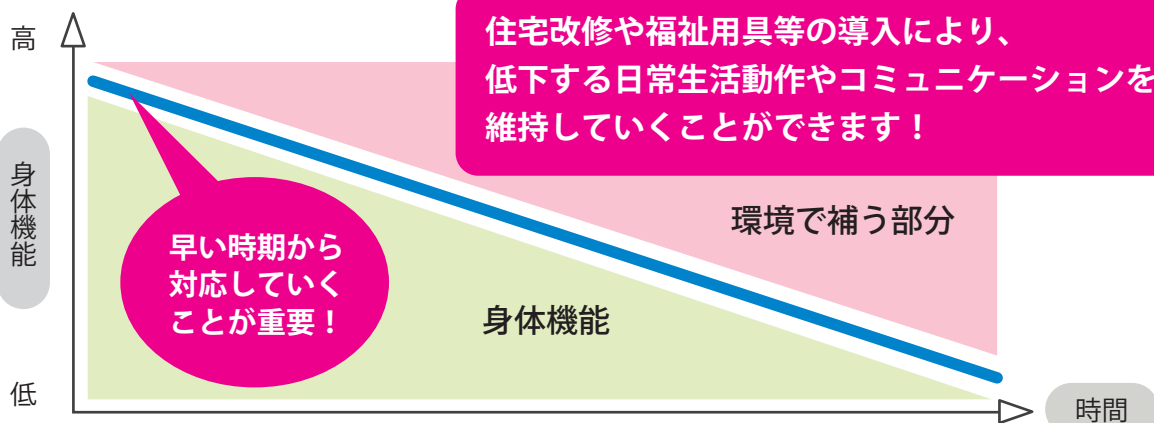 高
住宅改修や福祉用具等の導入により、
低下する日常生活動作やコミュニケーションを
維持していくことができます！
身体機能
環境で補う部分
早い時期から
対応していく
ことが重要！
身体機能
低
時間